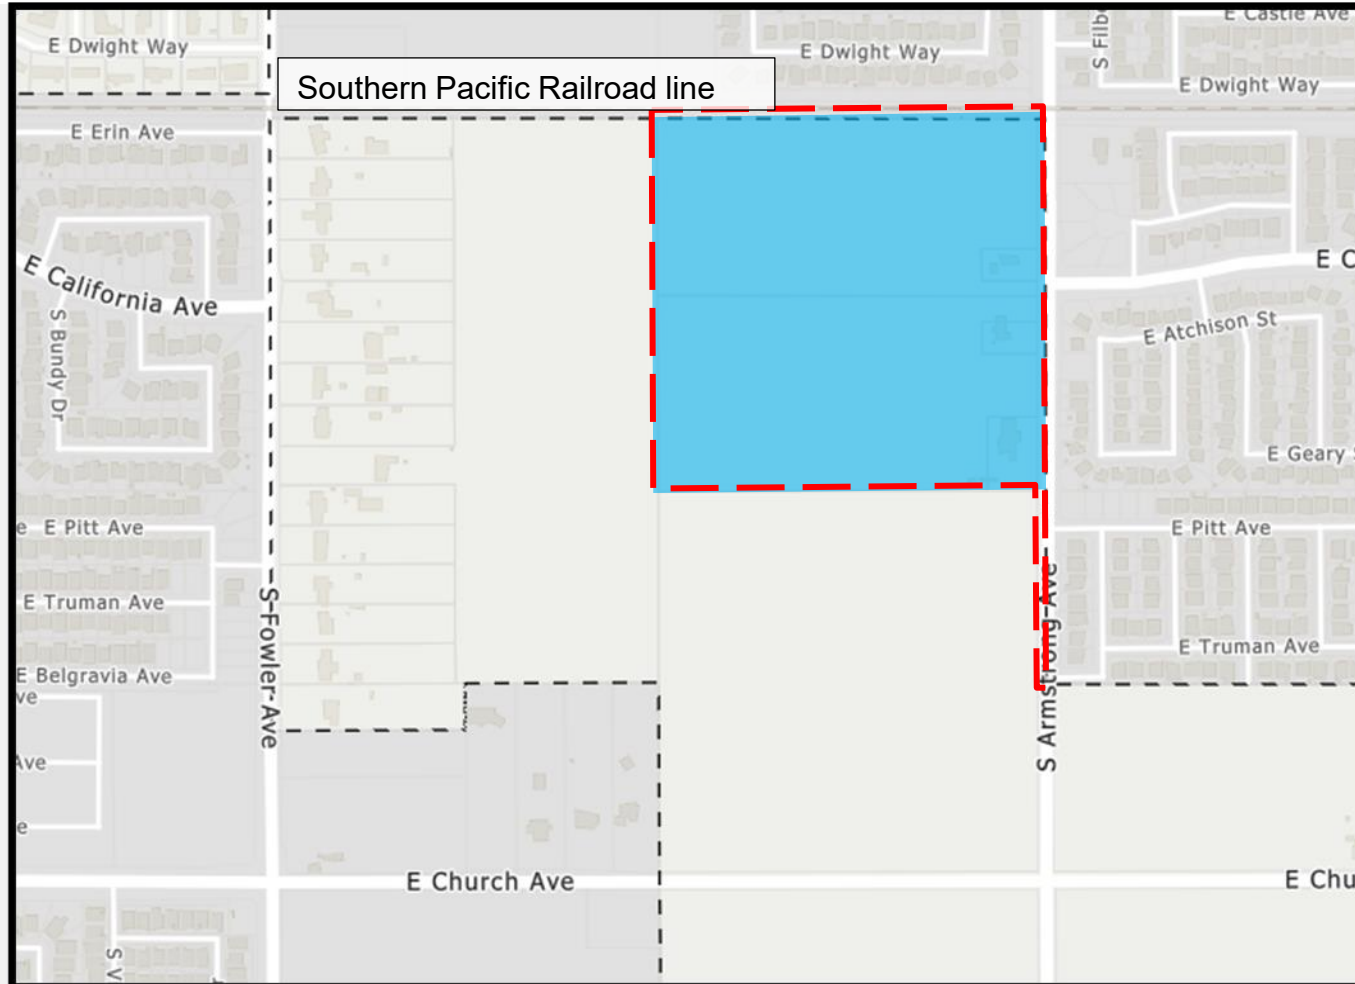 E Castle Ave
E Dwight Way
E Dwight Way
S Filb
E Dwight Way
Southern Pacific Railroad line
E Erin Ave
E California Ave
E C
S Bundy Dr
E Atchison St
E Geary S
e E Pitt Ave
E Pitt Ave
E Truman Ave
S Fowler Ave
S Armstrong Ave
E Truman Ave
E Belgravia Ave
ve
Ave
e
E Church Ave
E Chu
S V